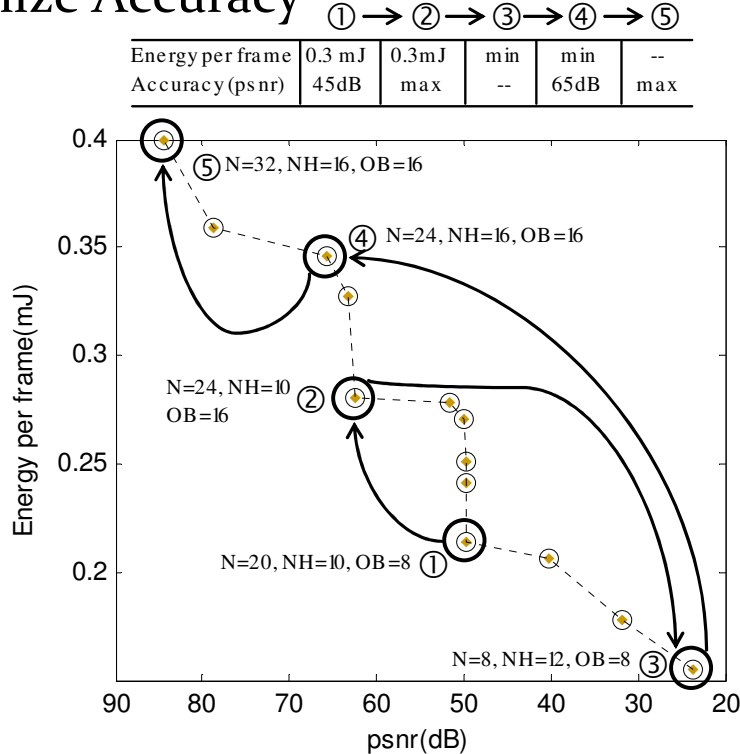 lize Accuracy
① → ② → ③ → ④ → ⑤
Energy per frame 0.3 mJ 0.3mJ min min --
Accuracy (psnr) 45dB max -- 65dB max
0.4
⑤ N=32, NH=16, OB=16
④ N=24, NH=16, OB=16
0.35
0.3
N=24, NH=10
② 
OB=16
0.25
N=20, NH=10, OB=8 ①
0.2
N=8, NH=12, OB=8 ③
90 80 70 60 50 40 30 20
psnr(dB)
Energy per frame(mJ)